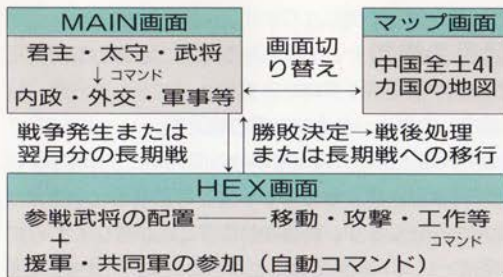 MAIN画面
君主・太守・武将
↓コマンド
内政・外交・軍事等
画面切
り替え
マップ画面
中国全土41
カ国の地図
戦争発生または
翌月分の長期戦
勝敗決定→戦後処理
または長期戦への移行
HEX画面
参戦武将の配置――移動・攻撃・工作等
コマンド
+
援軍・共同軍の参加（自動コマンド）